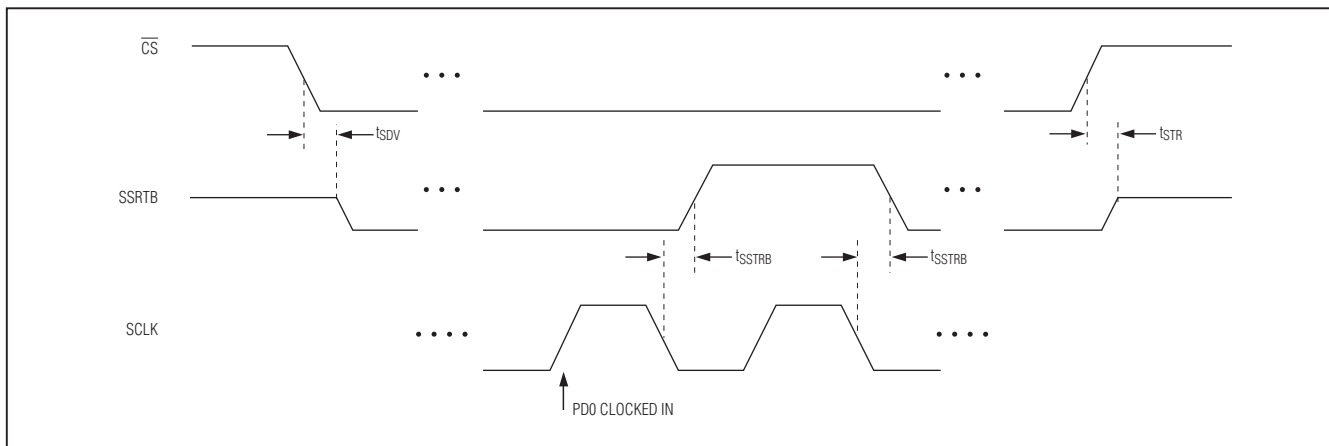 CS
tSDV
tSTR
SSRTB
tSSTRB
tSSTRB
SCLK
PD0 CLOCKED IN